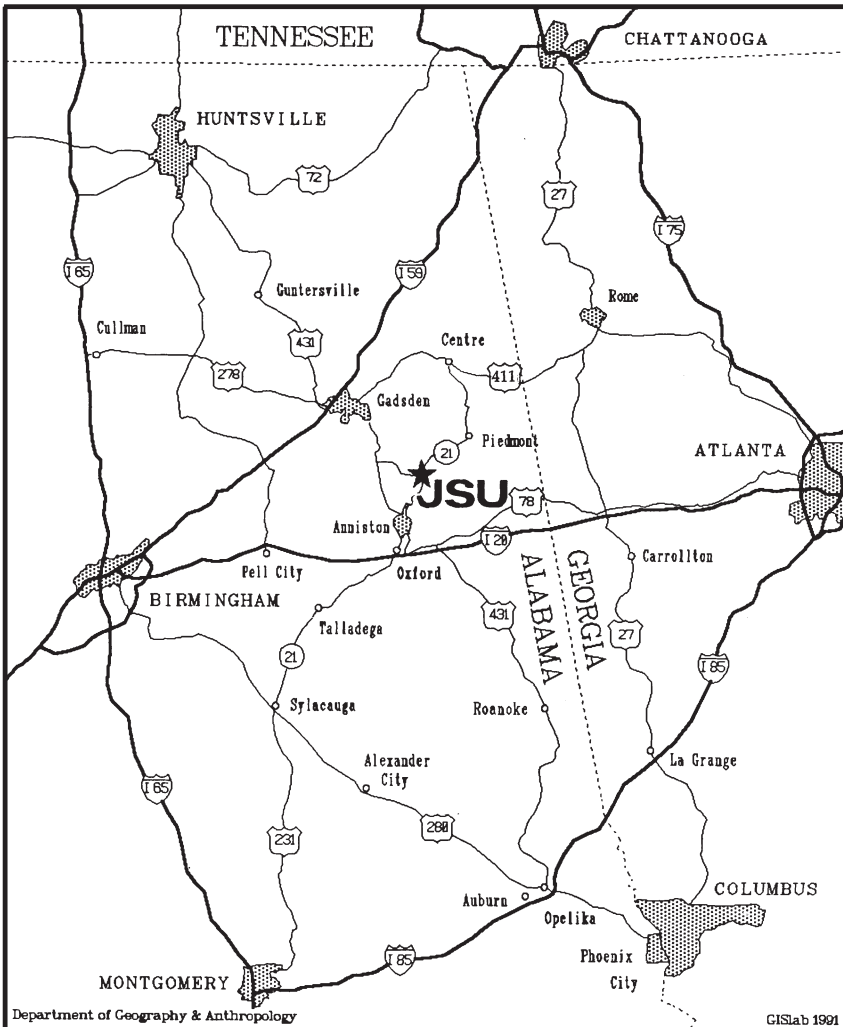 TENNESSEE
CHATTANOOGA
HUNTSVILLE
72
27
I 75
I 65
I 59
Guntersville
Rome
Cullman
431
Centre
278
411
Gadsden
21
Piedmont
ATLANTA
JSU
78
Anniston
I 20
Pell City
Oxford
Carrollton
BIRMINGHAM
ALABAMA
GEORGIA
Talladega
431
27
21
I 85
Sylacauga
Roanoke
Alexander
City
La Grange
I 65
231
280
Auburn
Opelika
COLUMBUS
I 85
Phoenix
City
MONTGOMERY
Department of Geography & Anthropology
GISlab 1991